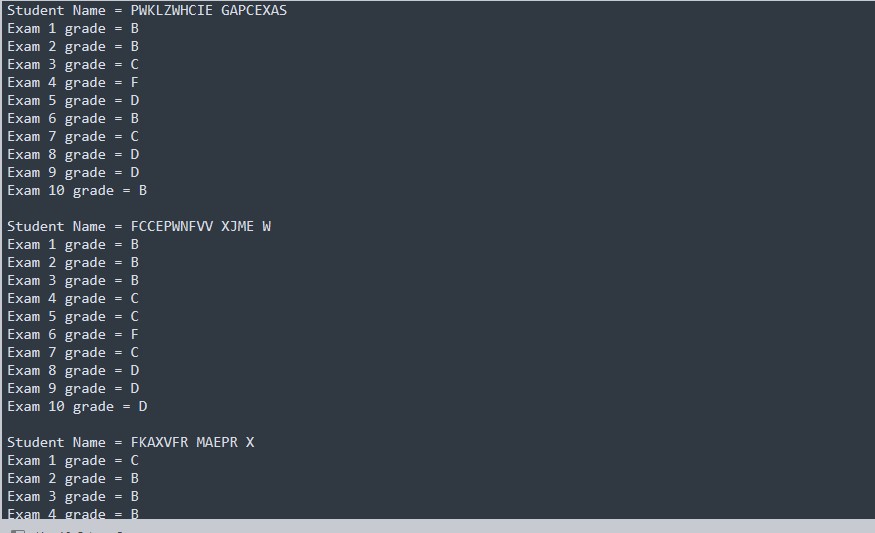 Student Name = PWKLZWHCIE GAPCEXAS
Exam 1 grade = B
Exam 2 grade = B
Exam 3 grade = C
Exam 4 grade = F
Exam 5 grade = D
Exam 6 grade = B
Exam 7 grade = C
Exam 8 grade = D
Exam 9 grade = D
Exam 10 grade = B
Student Name = FCCEPWNFVV XJME W
Exam 1 grade = B
Exam 2 grade = B
Exam 3 grade = B
Exam 4 grade = C
Exam 5 grade = C
Exam 6 grade = F
Exam 7 grade = C
Exam 8 grade = D
Exam 9 grade = D
Exam 10 grade = D
Student Name = FKAXVFR MAEPR X
Exam 1 grade = C
Exam 2 grade = B
Exam 3 grade = B
Exam 4 grade = B